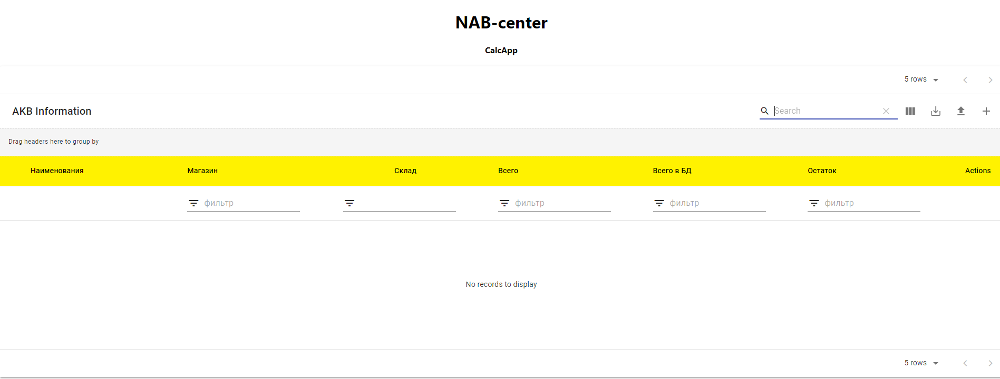 NAB-center
CalcApp
5 rows
AKB Information
Search
Drag headers here to group by
Наименования Магазин Склад Всего Всего в БД Остаток Actions
фильтр фильтр фильтр фильтр
No records to display
5 rows